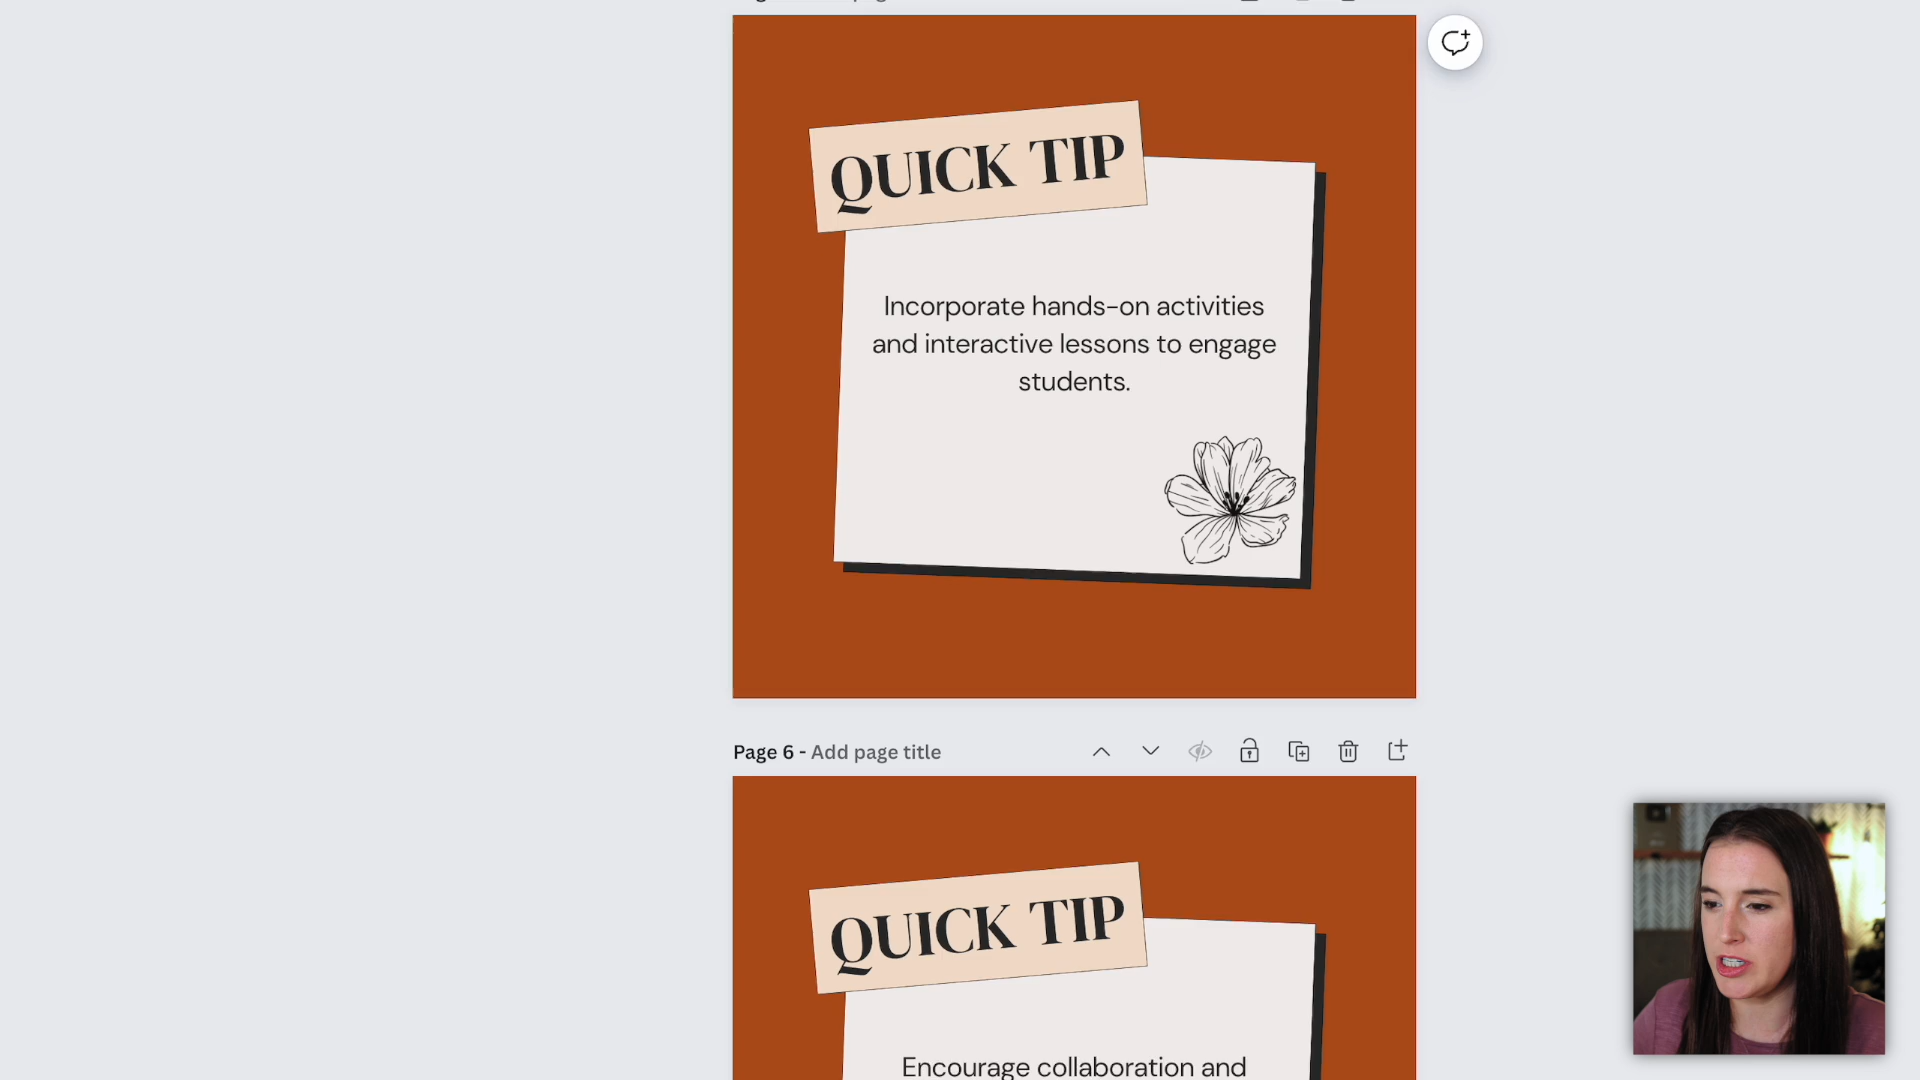 QUICK TIP
Incorporate hands-on activities
and interactive lessons to engage
students.
Page 6 - Add page title
QUICK TIP
Encourage collaboration and